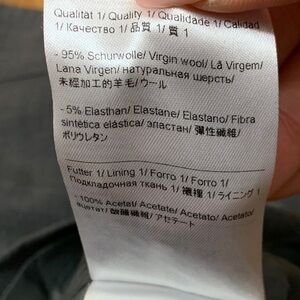 Qualität 1/ Quality 1/ Qualidade 1/ Calidad
1/ Качество 1/ 品質 1/ 質 1
- 95% Schurwolle/ Virgin wool/ Lã Virgem/
Lana Virgen/ натуральная шерсть/
未經加工的羊毛/ ウール
- 5% Elasthan/ Elastane/ Elastano/ Fibra
sintética elástica/ эластан/ 彈性纖維/
ポリウレタン
Futter 1/ Lining 1/ Forro 1/ Forro 1/
Подкладочная ткань 1/ 襯裡 1/ ライニング 1
- 100% Acetat/ Acetate/ Acetato/ Acetato/
ацетат/ 醋酸纖維/ アセテート